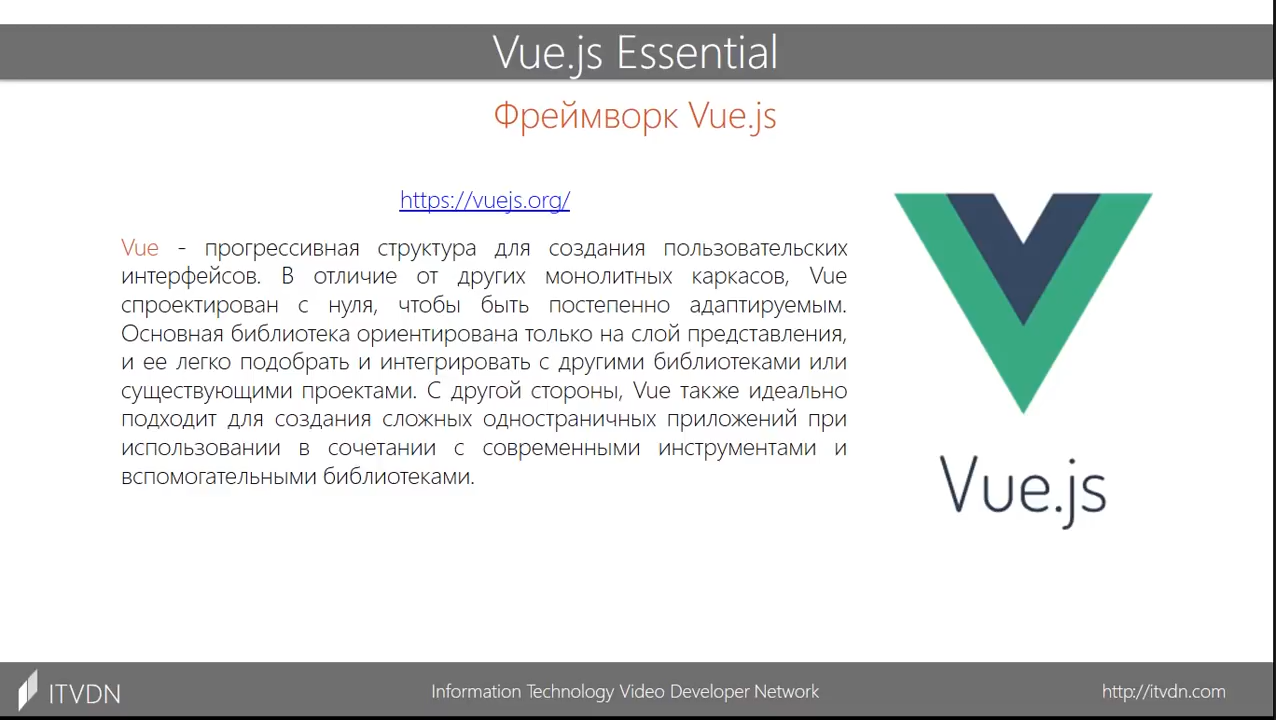 Vue.js Essential
Фреймворк Vue.js
https://vuejs.org/
Vue - прогрессивная структура для создания пользовательских
интерфейсов. В отличие от других монолитных каркасов, Vue
спроектирован с нуля, чтобы быть постепенно адаптируемым.
Основная библиотека ориентирована только на слой представления,
и ее легко подобрать и интегрировать с другими библиотеками или
существующими проектами. С другой стороны, Vue также идеально
подходит для создания сложных одностраничных приложений при
использовании в сочетании с современными инструментами и
вспомогательными библиотеками.
Vue.js
ITVDN
Information Technology Video Developer Network
http://itvdn.com